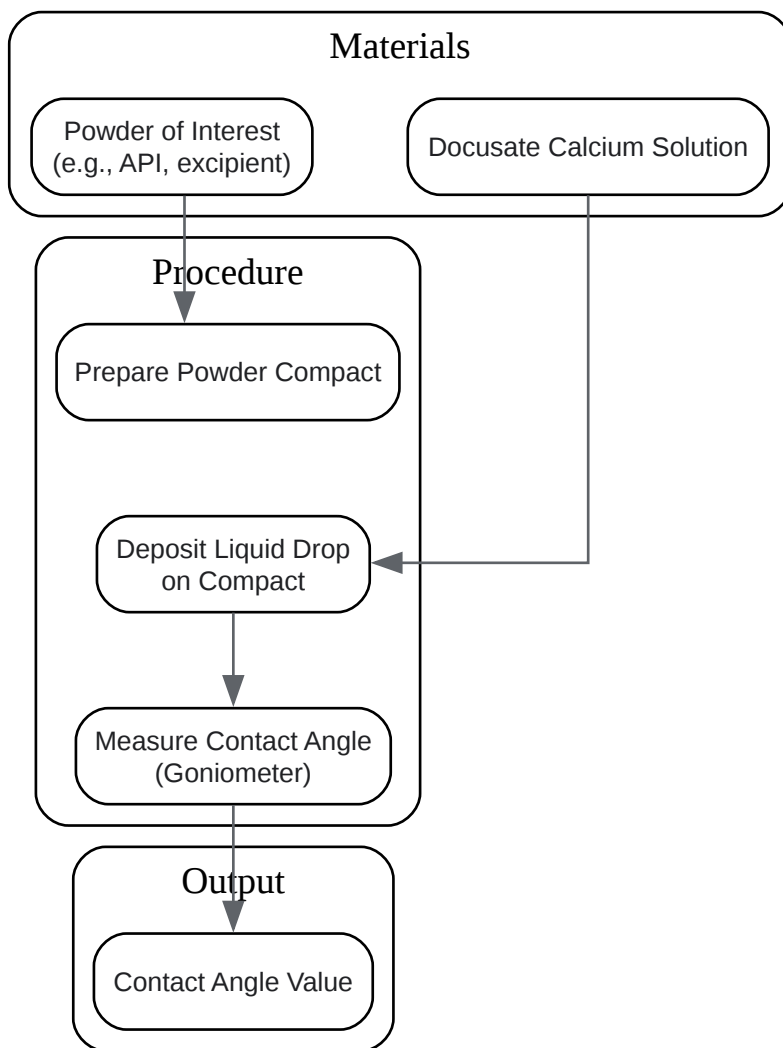 Materials
Powder of Interest
(e.g., API, excipient)
Docusate Calcium Solution
Procedure
Prepare Powder Compact
Deposit Liquid Drop
on Compact
Measure Contact Angle
(Goniometer)
Output
Contact Angle Value